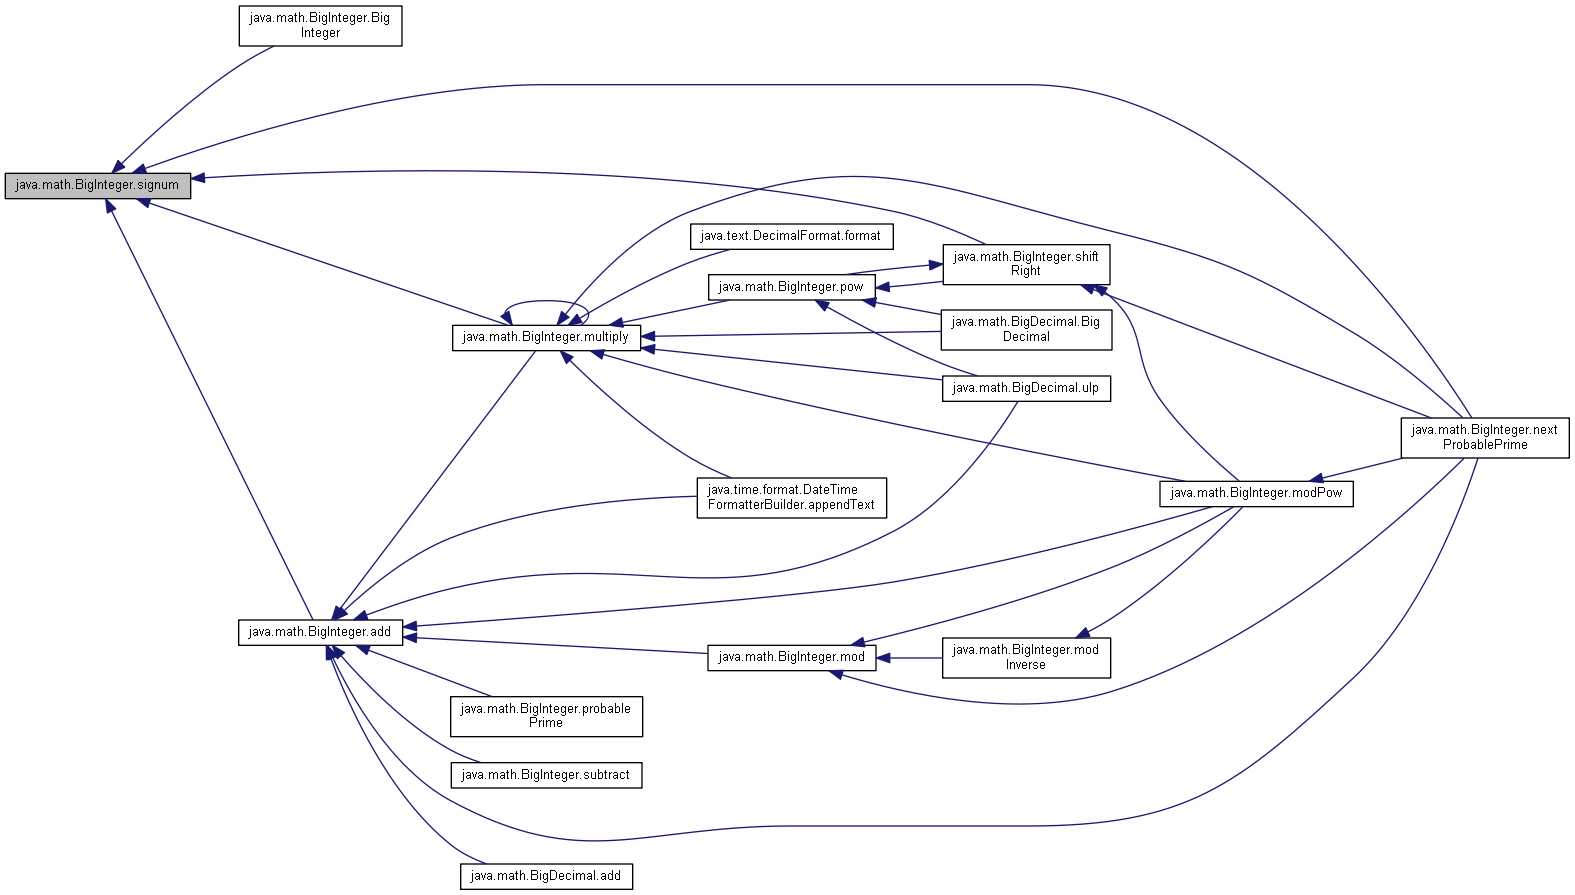 java.math.BigInteger.Big
Integer
java.math.BigInteger.signum
java.text.DecimalFormat.format
java.math.BigInteger.shift
Right
java.math.BigInteger.pow
java.math.BigInteger.multiply
java.math.BigDecimal.Big
Decimal
java.math.BigDecimal.ulp
java.math.BigInteger.next
ProbablePrime
java.time.format.DateTime
FormatterBuilder.appendText
java.math.BigInteger.modPow
java.math.BigInteger.add
java.math.BigInteger.mod
java.math.BigInteger.mod
Inverse
java.math.BigInteger.probable
Prime
java.math.BigInteger.subtract
java.math.BigDecimal.add